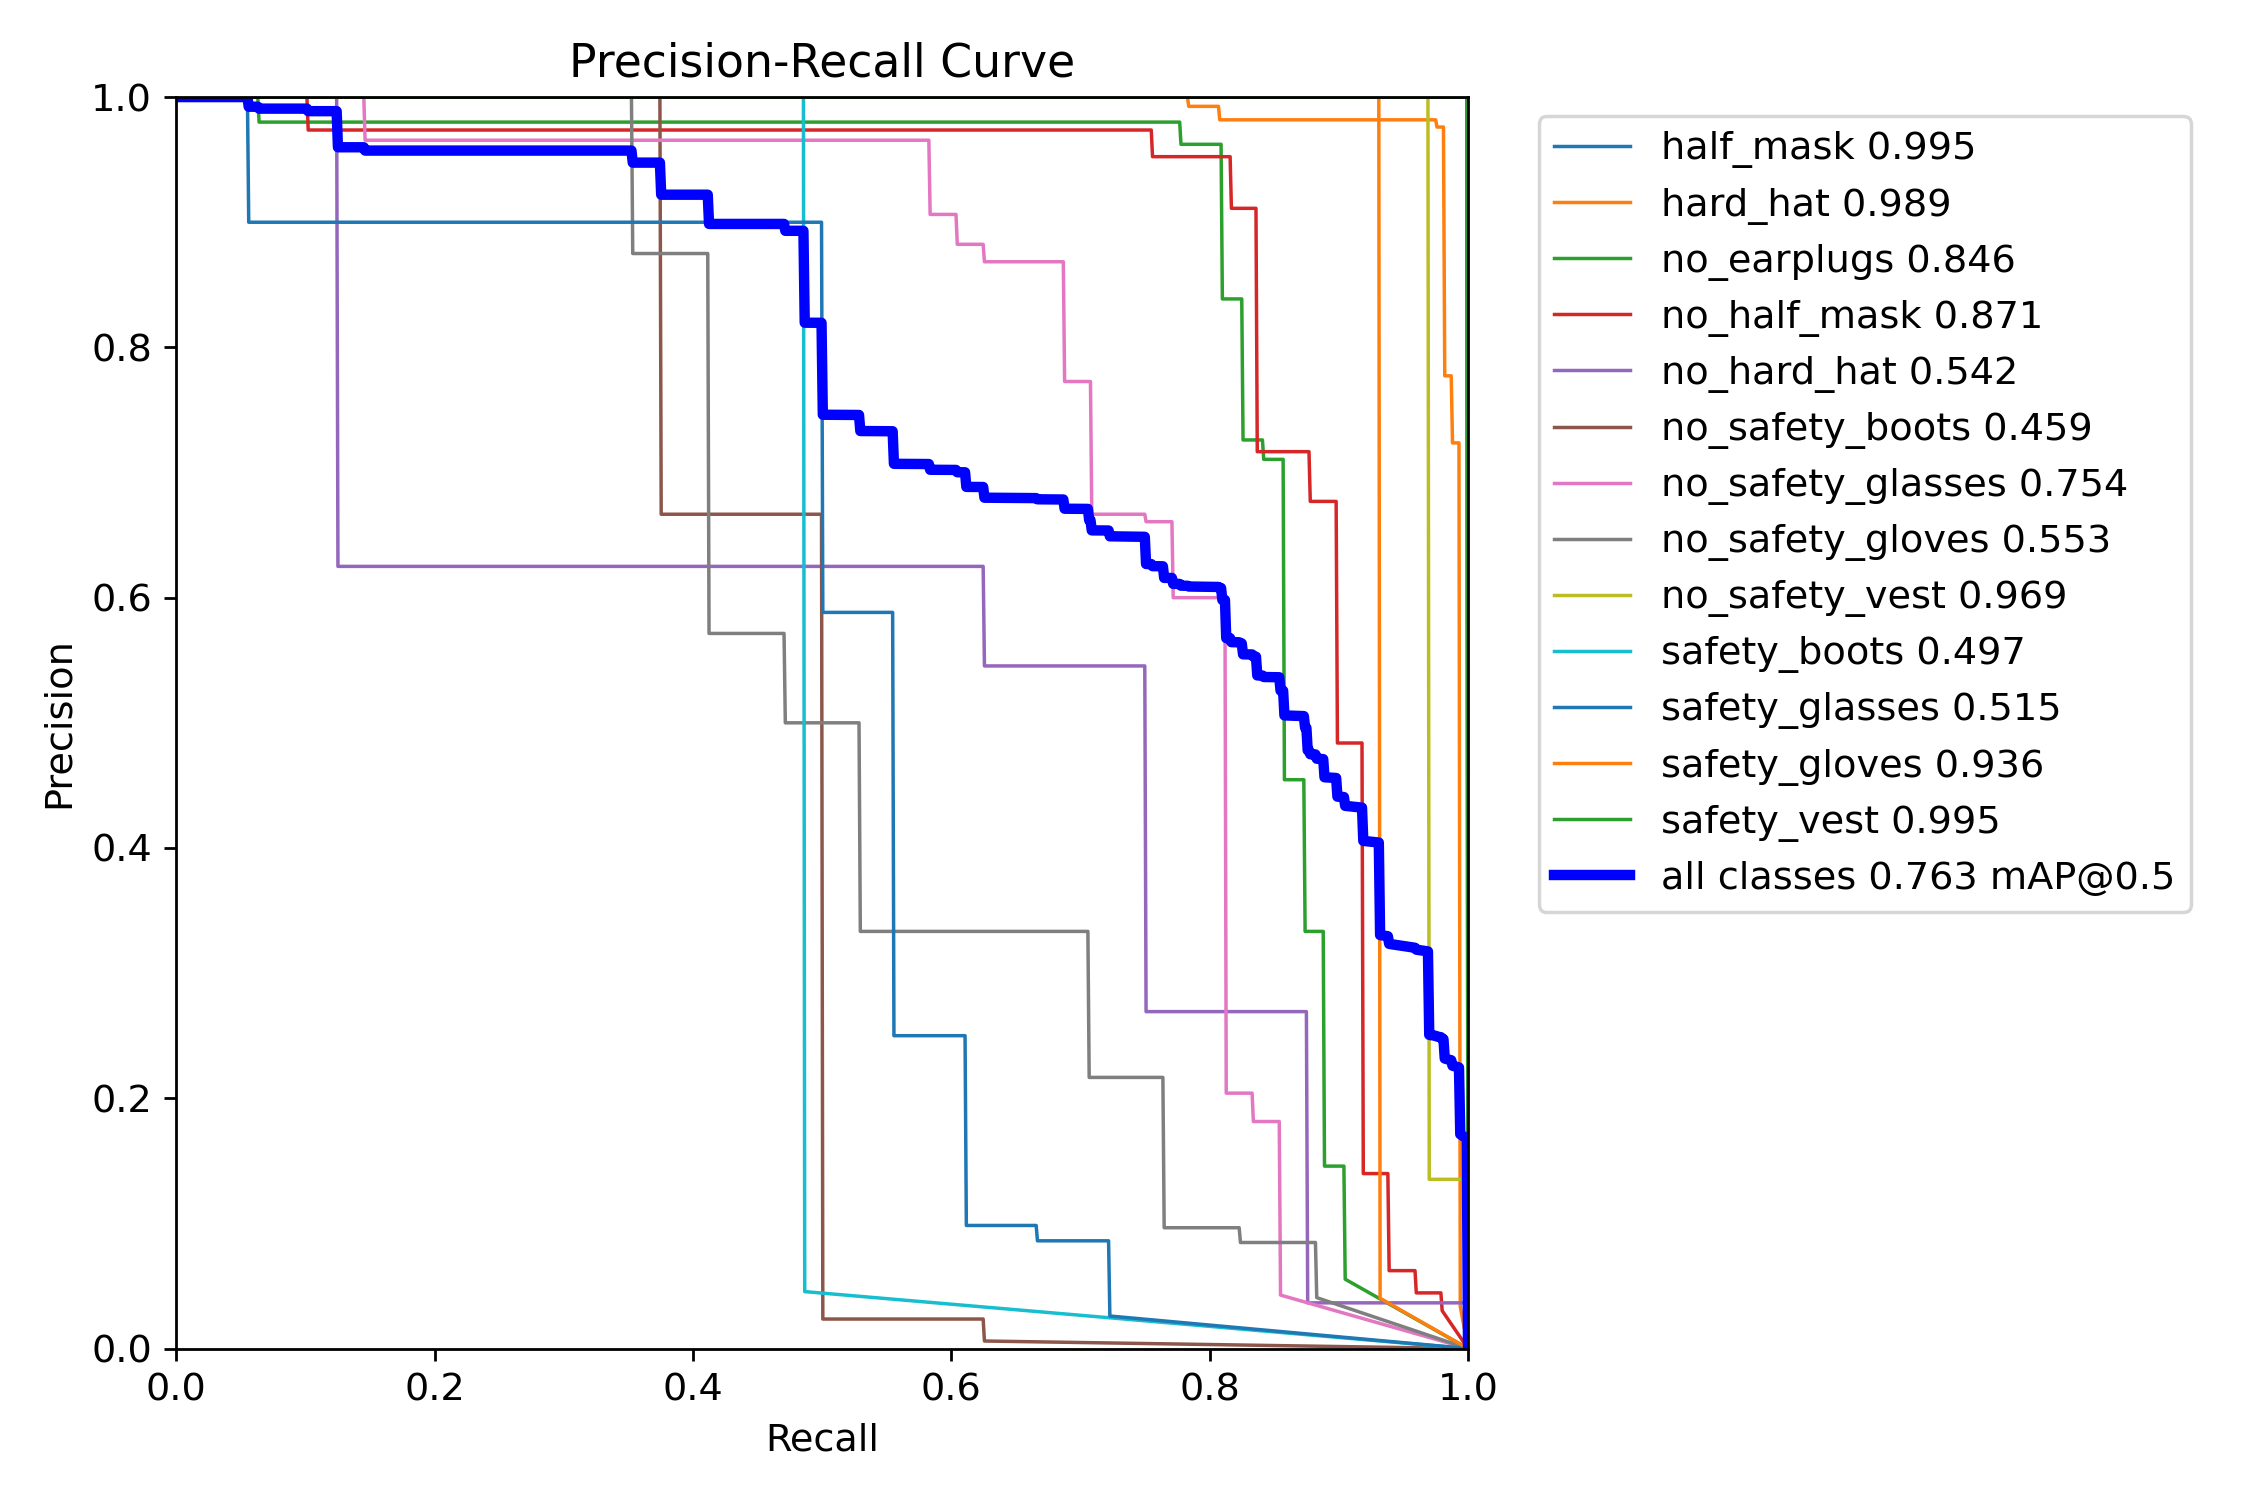 Precision-Recall Curve
1.0
0.8
0.6
0.4
0.2
0.0
Precision
0.0 0.2 0.4 0.6 0.8 1.0
Recall
half_mask 0.995
hard_hat 0.989
no_earplugs 0.846
no_half_mask 0.871
no_hard_hat 0.542
no_safety_boots 0.459
no_safety_glasses 0.754
no_safety_gloves 0.553
no_safety_vest 0.969
safety_boots 0.497
safety_glasses 0.515
safety_gloves 0.936
safety_vest 0.995
all classes 0.763 mAP@0.5